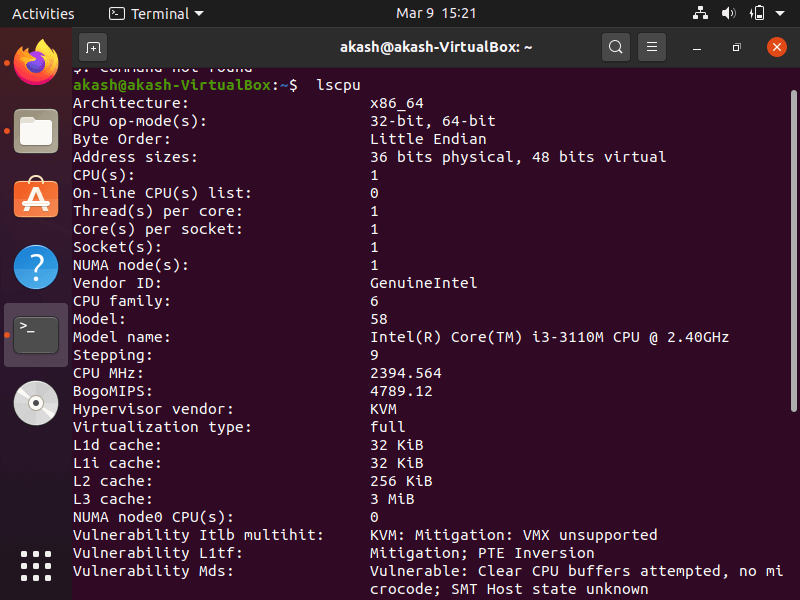 Activities
Terminal
Mar 9 15:21
akash@akash-VirtualBox: ~
$: command not found
akash@akash-VirtualBox:~$  lscpu
Architecture: x86_64
CPU op-mode(s): 32-bit, 64-bit
Byte Order: Little Endian
Address sizes: 36 bits physical, 48 bits virtual
CPU(s): 1
On-line CPU(s) list: 0
Thread(s) per core: 1
Core(s) per socket: 1
Socket(s): 1
NUMA node(s): 1
Vendor ID: GenuineIntel
CPU family: 6
Model: 58
Model name: Intel(R) Core(TM) i3-3110M CPU @ 2.40GHz
Stepping: 9
CPU MHz: 2394.564
BogoMIPS: 4789.12
Hypervisor vendor: KVM
Virtualization type: full
L1d cache: 32 KiB
L1i cache: 32 KiB
L2 cache: 256 KiB
L3 cache: 3 MiB
NUMA node0 CPU(s): 0
Vulnerability Itlb multihit: KVM: Mitigation: VMX unsupported
Vulnerability L1tf: Mitigation; PTE Inversion
Vulnerability Mds: Vulnerable: Clear CPU buffers attempted, no mi
crocode; SMT Host state unknown